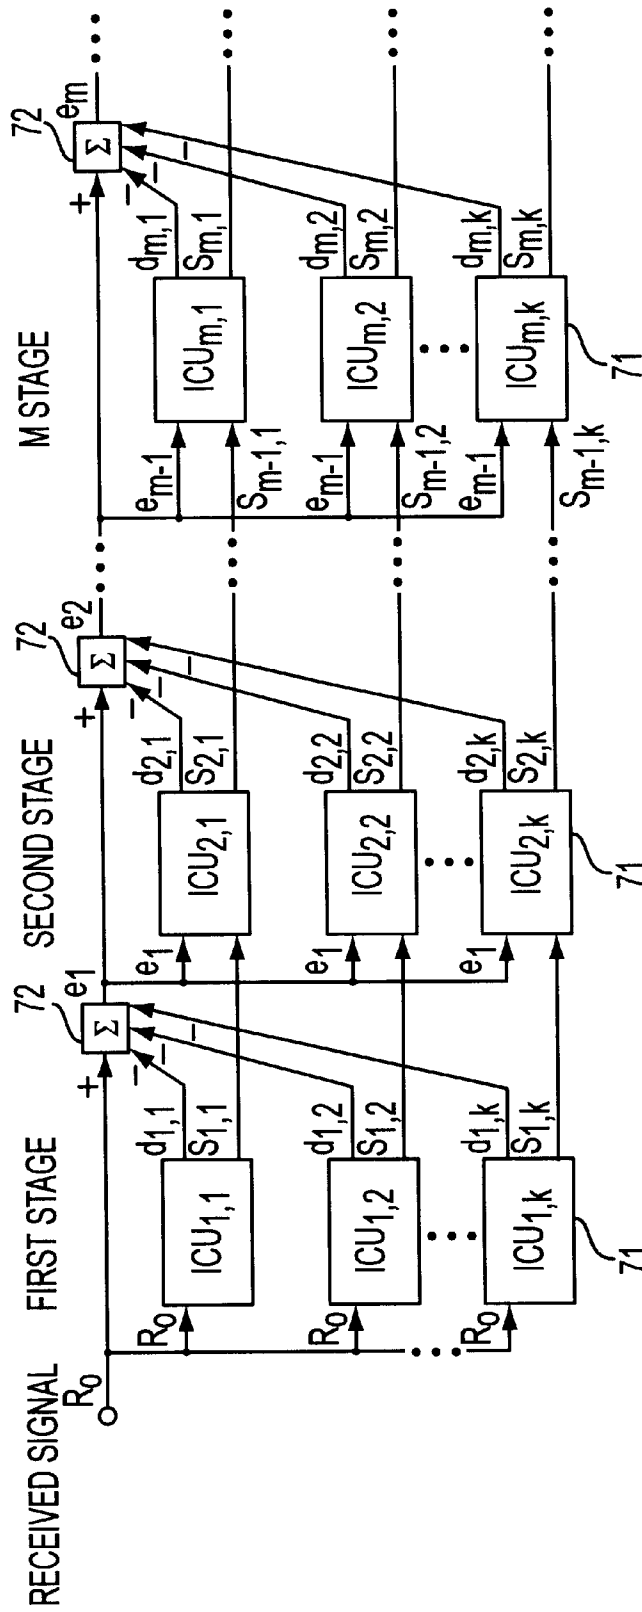 RECEIVED SIGNAL
R₀
FIRST STAGE
+
72
Σ
e₁
−
−
−
R₀
ICU₁,₁
d₁,₁
S₁,₁
R₀
ICU₁,₂
d₁,₂
S₁,₂
R₀
ICU₁,k
d₁,k
S₁,k
71
SECOND STAGE
+
72
Σ
e₂
−
−
−
e₁
ICU₂,₁
d₂,₁
S₂,₁
e₁
ICU₂,₂
d₂,₂
S₂,₂
e₁
ICU₂,k
d₂,k
S₂,k
71
M STAGE
+
72
Σ
eₘ
−
−
−
eₘ₋₁
Sₘ₋₁,₁
ICUₘ,₁
dₘ,₁
Sₘ,₁
eₘ₋₁
Sₘ₋₁,₂
ICUₘ,₂
dₘ,₂
Sₘ,₂
eₘ₋₁
Sₘ₋₁,k
ICUₘ,k
dₘ,k
Sₘ,k
71